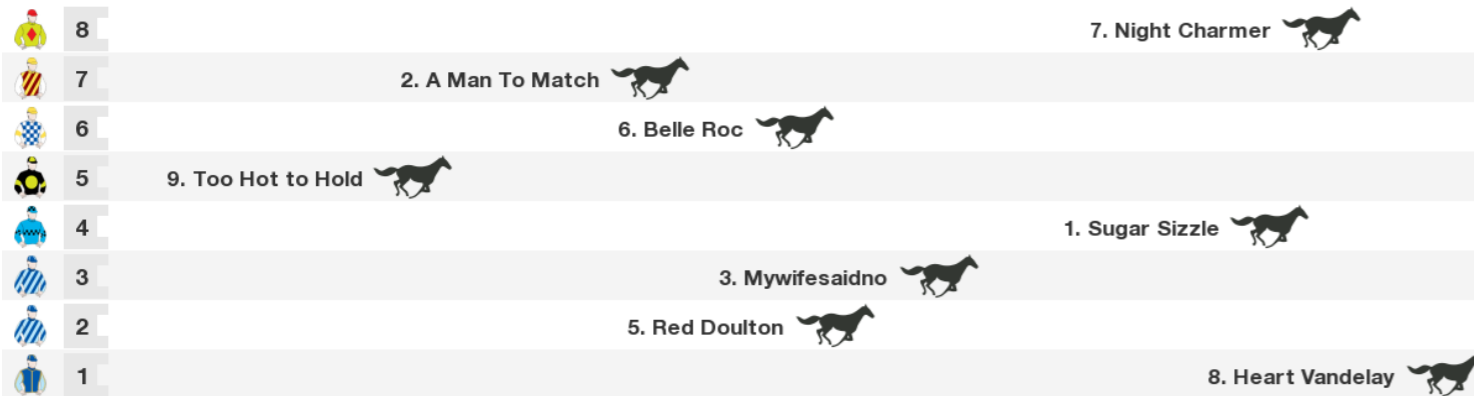 8 7. Night Charmer
7 2. A Man To Match
6 6. Belle Roc
5 9. Too Hot to Hold
4 1. Sugar Sizzle
3 3. Mywifesaidno
2 5. Red Doulton
1 8. Heart Vandelay